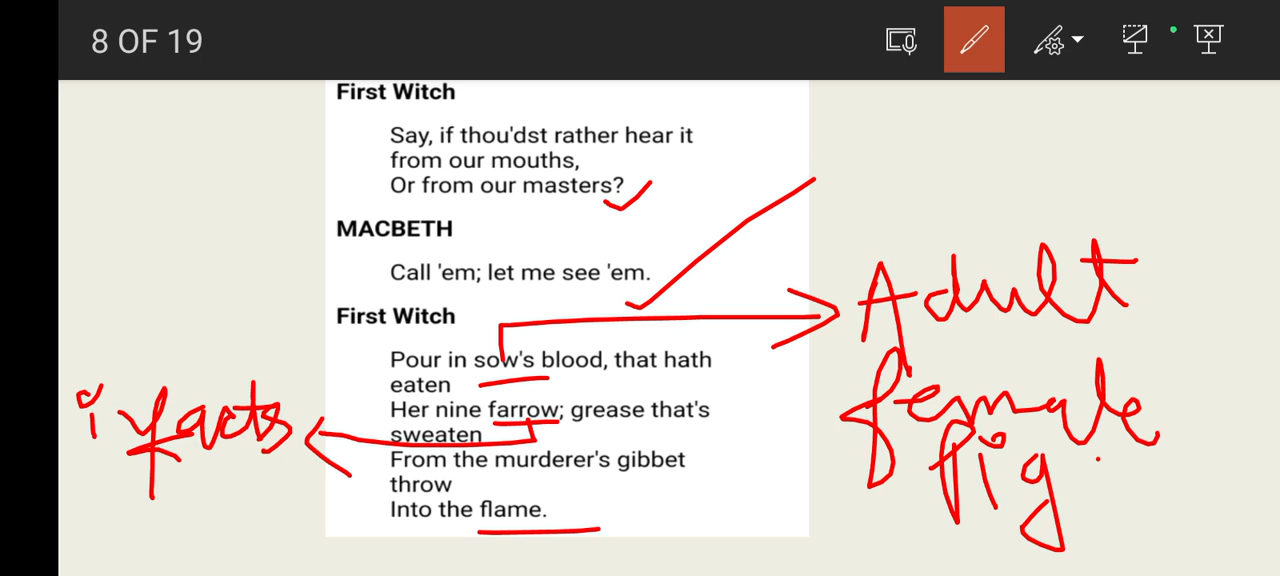 8 OF 19
First Witch
Say, if thou'dst rather hear it
from our mouths,
Or from our masters?
MACBETH
Call 'em; let me see 'em.
First Witch
Pour in sow's blood, that hath
eaten
Her nine farrow; grease that's
sweaten
From the murderer's gibbet
throw
Into the flame.
Adult
female
pig